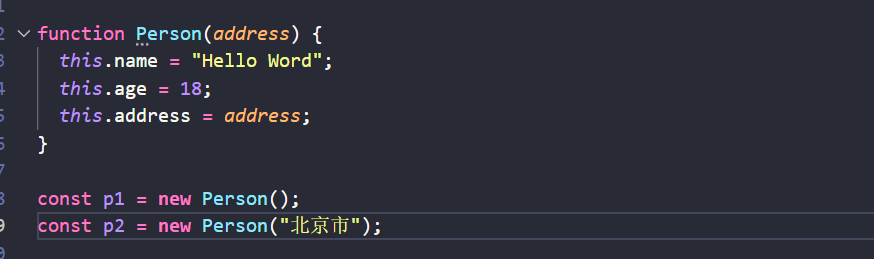 2 function Person(address) {
3 this.name = "Hello Word";
4 this.age = 18;
5 this.address = address;
6 }
7
8 const p1 = new Person();
9 const p2 = new Person("北京市");